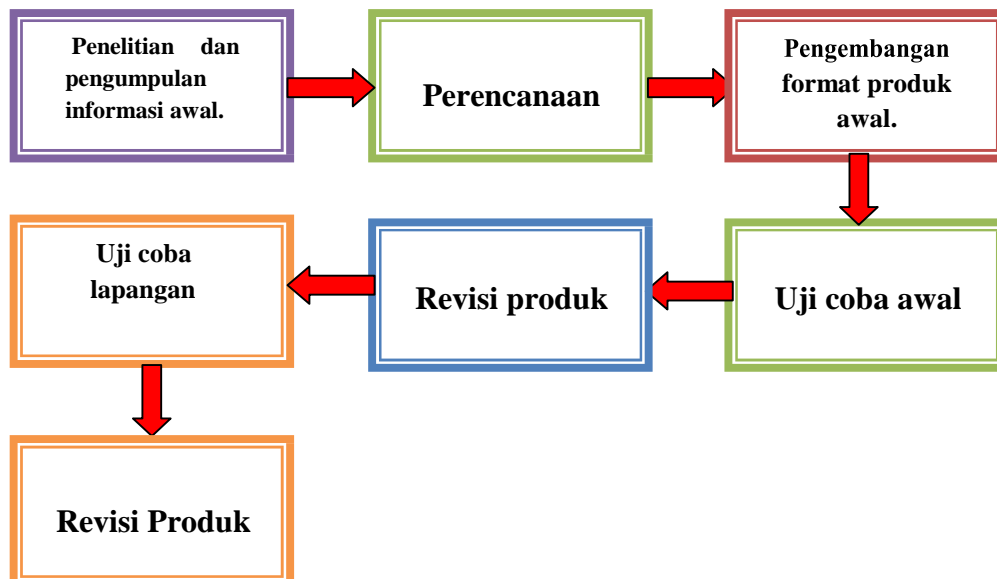 Penelitian dan
pengumpulan
informasi awal.
Perencanaan
Pengembangan
format produk
awal.
Uji coba awal
Revisi produk
Uji coba
lapangan
Revisi Produk